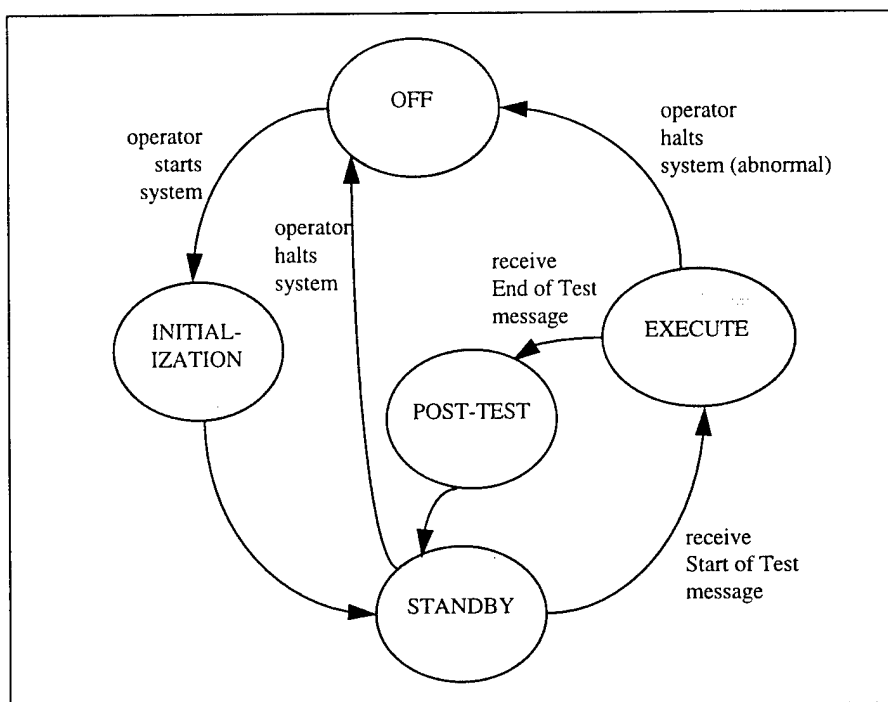 OFF
operator
starts
system
operator
halts
system (abnormal)
operator
halts
system
receive
End of Test
message
INITIAL-
IZATION
EXECUTE
POST-TEST
receive
Start of Test
message
STANDBY